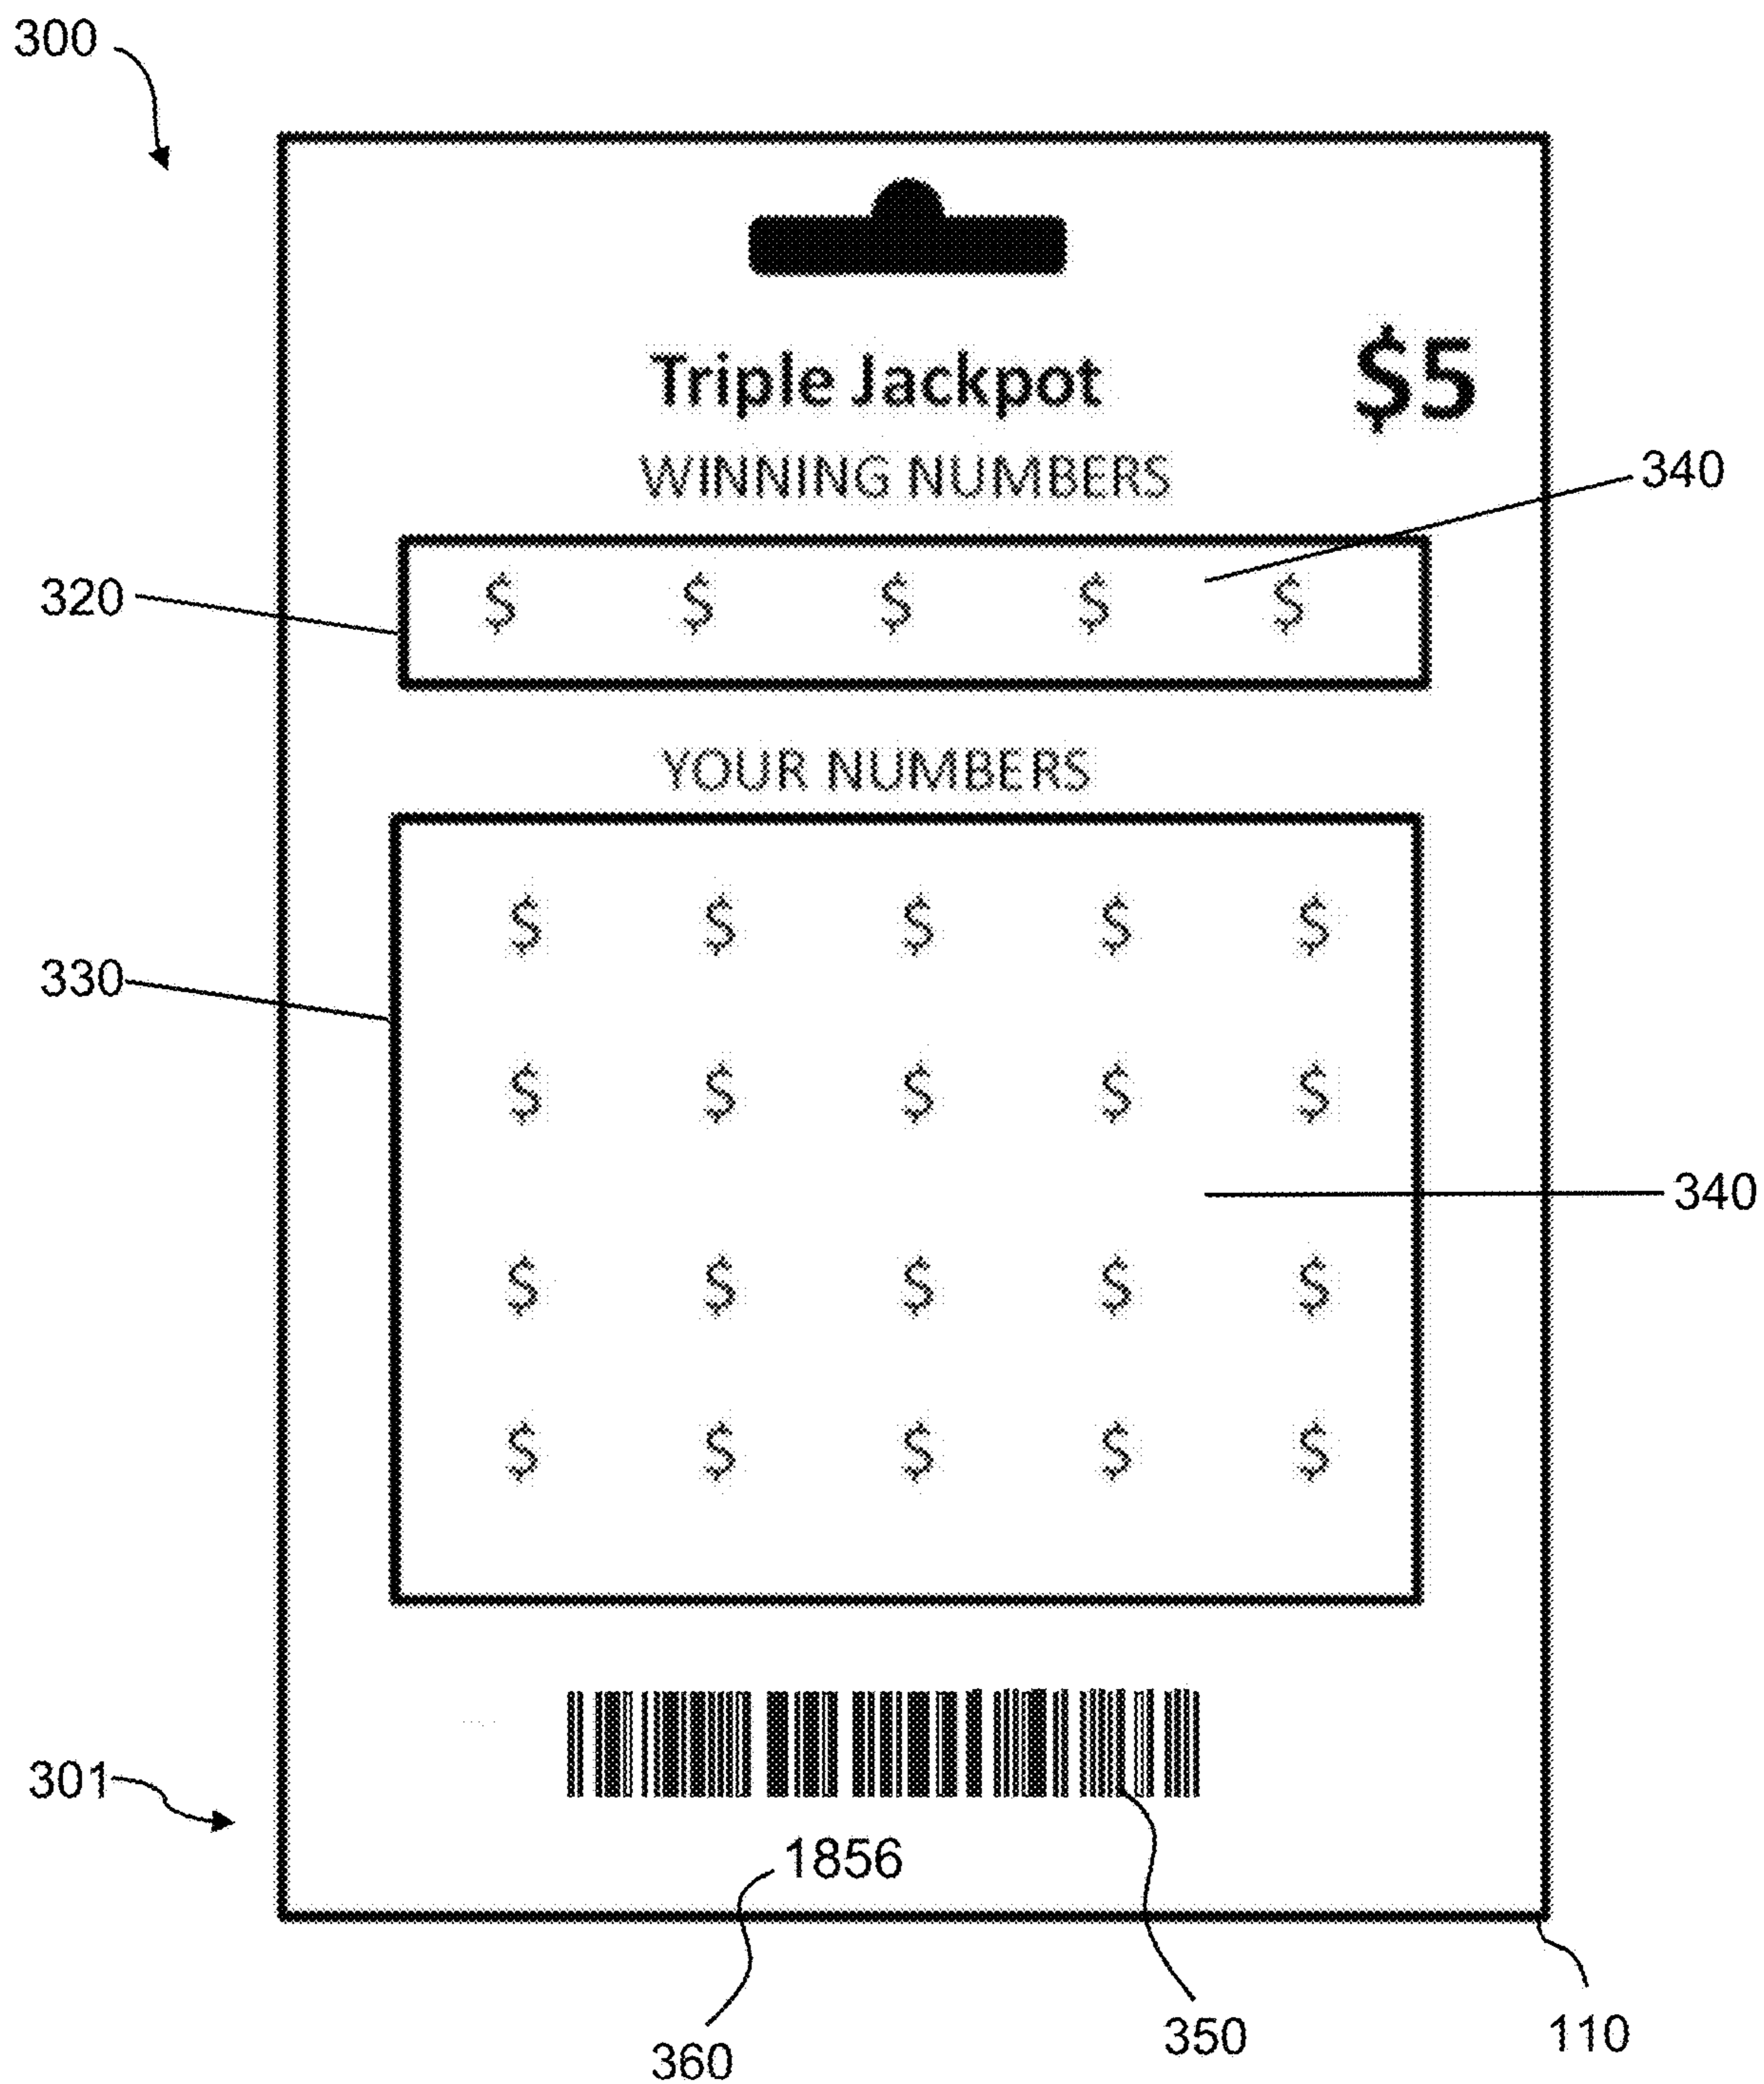 300
Triple Jackpot $5
WINNING NUMBERS
340
320
$ $ $ $ $
YOUR NUMBERS
$ $ $ $ $
330
$ $ $ $ $
340
$ $ $ $ $
$ $ $ $ $
301
1856
360
350
110